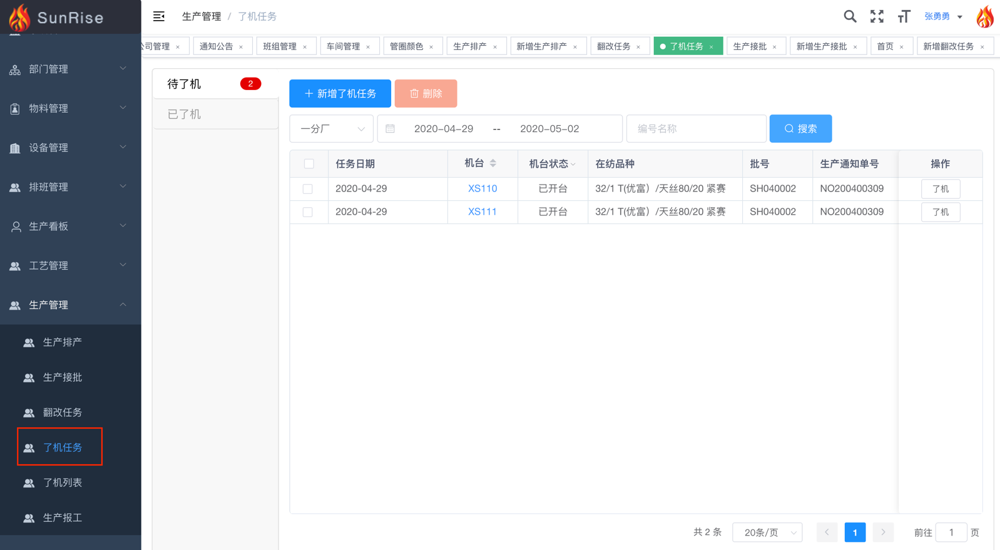 SunRise
生产管理 / 了机任务
张勇勇
公司管理 ×
通知公告 ×
班组管理 ×
车间管理 ×
管圈颜色 ×
生产排产 ×
新增生产排产 ×
翻改任务 ×
了机任务 ×
生产接批 ×
新增生产接批 ×
首页 ×
新增翻改任务 ×
部门管理
物料管理
设备管理
排班管理
生产看板
工艺管理
生产管理
生产排产
生产接批
翻改任务
了机任务
了机列表
生产报工
待了机 2
已了机
+ 新增了机任务
删除
一分厂
2020-04-29 -- 2020-05-02
编号名称
搜索
任务日期 机台 机台状态 在纺品种 批号 生产通知单号 操作
2020-04-29 XS110 已开台 32/1 T(优富）/天丝80/20 紧赛 SH040002 NO200400309 了机
2020-04-29 XS111 已开台 32/1 T(优富）/天丝80/20 紧赛 SH040002 NO200400309 了机
共 2 条 20条/页 < 1 > 前往 1 页